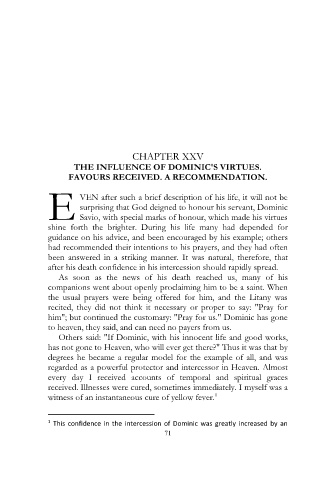 CHAPTER XXV
THE INFLUENCE OF DOMINIC'S VIRTUES.
FAVOURS RECEIVED. A RECOMMENDATION.
EVEN after such a brief description of his life, it will not be
surprising that God deigned to honour his servant, Dominic
Savio, with special marks of honour, which made his virtues
shine forth the brighter. During his life many had depended for
guidance on his advice, and been encouraged by his example; others
had recommended their intentions to his prayers, and they had often
been answered in a striking manner. It was natural, therefore, that
after his death confidence in his intercession should rapidly spread.
As soon as the news of his death reached us, many of his
companions went about openly proclaiming him to be a saint. When
the usual prayers were being offered for him, and the Litany was
recited, they did not think it necessary or proper to say: "Pray for
him"; but continued the customary: "Pray for us." Dominic has gone
to heaven, they said, and can need no payers from us.
Others said: "If Dominic, with his innocent life and good works,
has not gone to Heaven, who will ever get there?" Thus it was that by
degrees he became a regular model for the example of all, and was
regarded as a powerful protector and intercessor in Heaven. Almost
every day I received accounts of temporal and spiritual graces
received. Illnesses were cured, sometimes immediately. I myself was a
witness of an instantaneous cure of yellow fever.¹
¹ This confidence in the intercession of Dominic was greatly increased by an
71